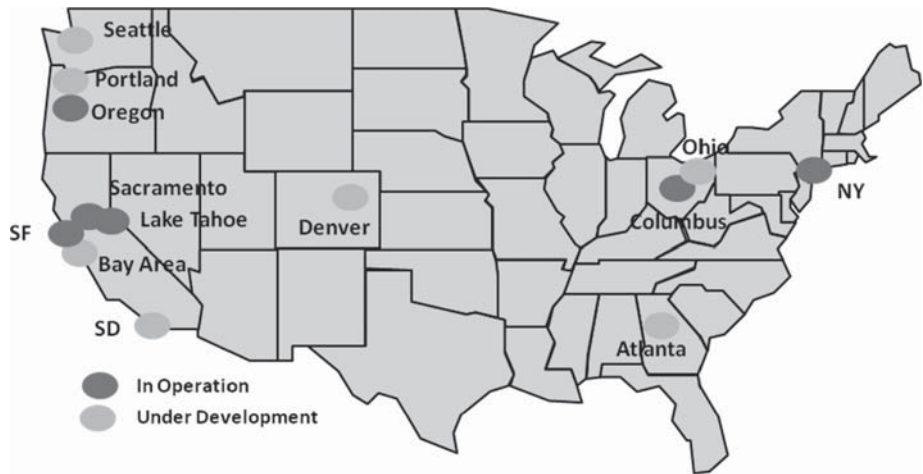 Seattle
Portland
Oregon
Ohio
Sacramento
NY
Lake Tahoe
Columbus
SF
Denver
Bay Area
SD
Atlanta
In Operation
Under Development